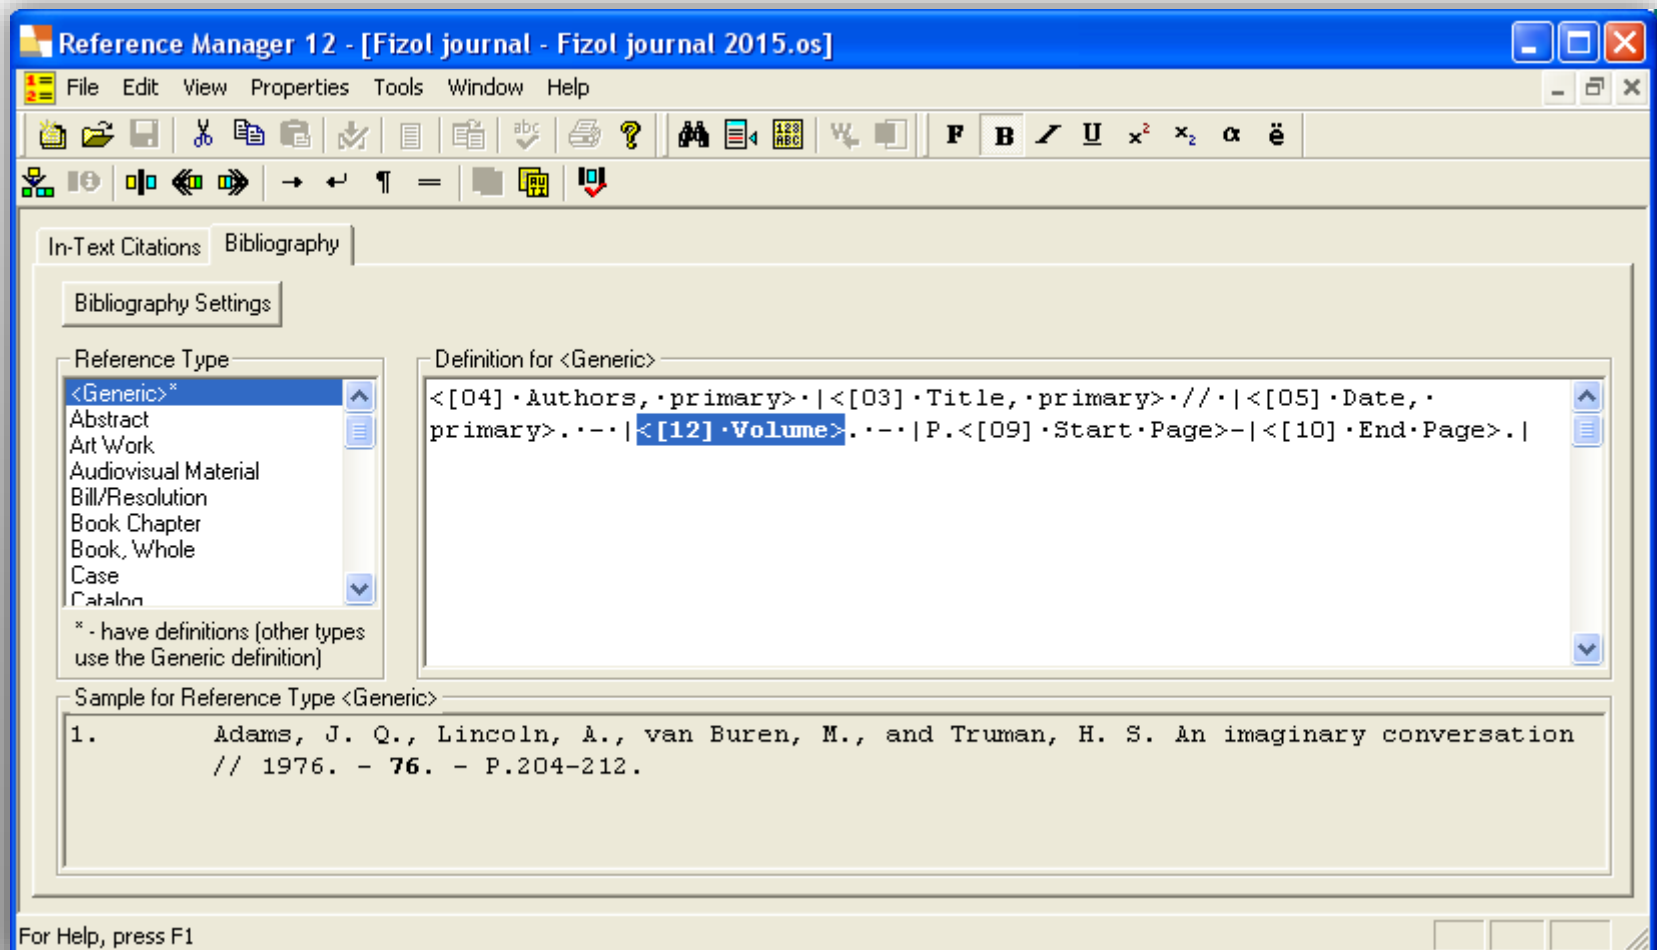 Reference Manager 12 - [Fizol journal - Fizol journal 2015.os]
File Edit View Properties Tools Window Help
F B I U x² x₂ α ë
In-Text Citations Bibliography
Bibliography Settings
Reference Type
<Generic>*
Abstract
Art Work
Audiovisual Material
Bill/Resolution
Book Chapter
Book, Whole
Case
Catalog
* - have definitions (other types
use the Generic definition)
Definition for <Generic>
<[04]·Authors,·primary>·|<[03]·Title,·primary>·//·|<[05]·Date,·
primary>.·-·|<[12]·Volume>.·-·|P.<[09]·Start·Page>-|<[10]·End·Page>.|
Sample for Reference Type <Generic>
1. Adams, J. Q., Lincoln, A., van Buren, M., and Truman, H. S. An imaginary conversation
// 1976. - 76. - P.204-212.
For Help, press F1